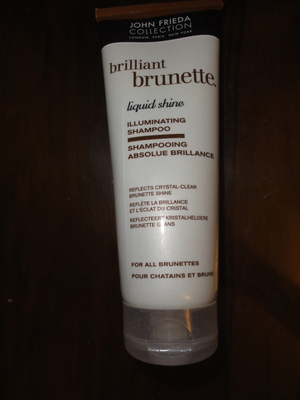 JOHN FRIEDA
COLLECTION
LONDON PARIS NEW YORK
brilliant
brunette.
liquid shine
ILLUMINATING
SHAMPOO
SHAMPOOING
ABSOLUE BRILLANCE
REFLECTS CRYSTAL-CLEAR
BRUNETTE SHINE
REFLÈTE LA BRILLANCE
ET L'ÉCLAT DU CRISTAL
REFLECTEERT KRISTALHELDERE
BRUNETTE GLANS
FOR ALL BRUNETTES
POUR CHATAINS ET BRUNS